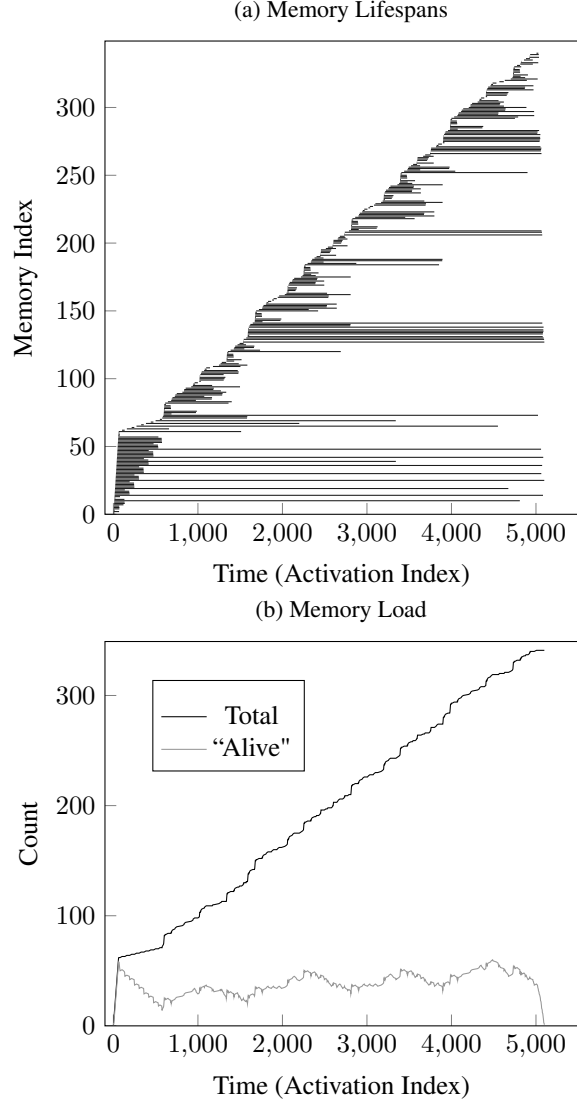 (a) Memory Lifespans
300
250
200
150
100
50
0
Memory Index
0 1,000 2,000 3,000 4,000 5,000
Time (Activation Index)
(b) Memory Load
300
200
100
0
Count
Total
“Alive"
0 1,000 2,000 3,000 4,000 5,000
Time (Activation Index)